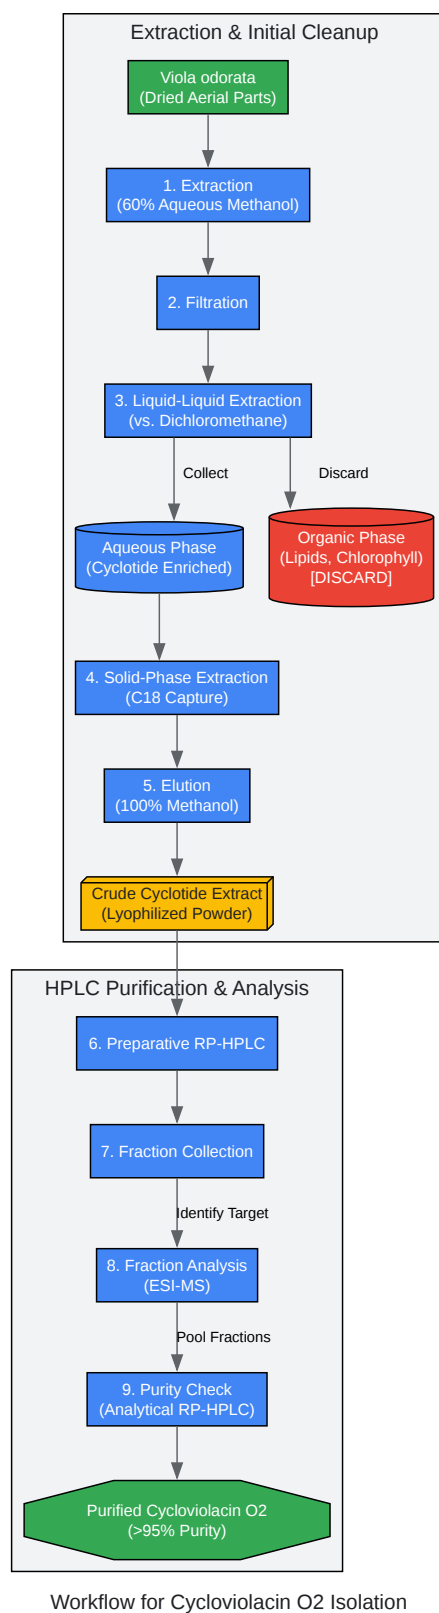 Extraction & Initial Cleanup
Viola odorata
(Dried Aerial Parts)
1. Extraction
(60% Aqueous Methanol)
2. Filtration
3. Liquid-Liquid Extraction
(vs. Dichloromethane)
Collect
Discard
Aqueous Phase
(Cyclotide Enriched)
Organic Phase
(Lipids, Chlorophyll)
[DISCARD]
4. Solid-Phase Extraction
(C18 Capture)
5. Elution
(100% Methanol)
Crude Cyclotide Extract
(Lyophilized Powder)
HPLC Purification & Analysis
6. Preparative RP-HPLC
7. Fraction Collection
Identify Target
8. Fraction Analysis
(ESI-MS)
Pool Fractions
9. Purity Check
(Analytical RP-HPLC)
Purified Cycloviolacin O2
(>95% Purity)
Workflow for Cycloviolacin O2 Isolation